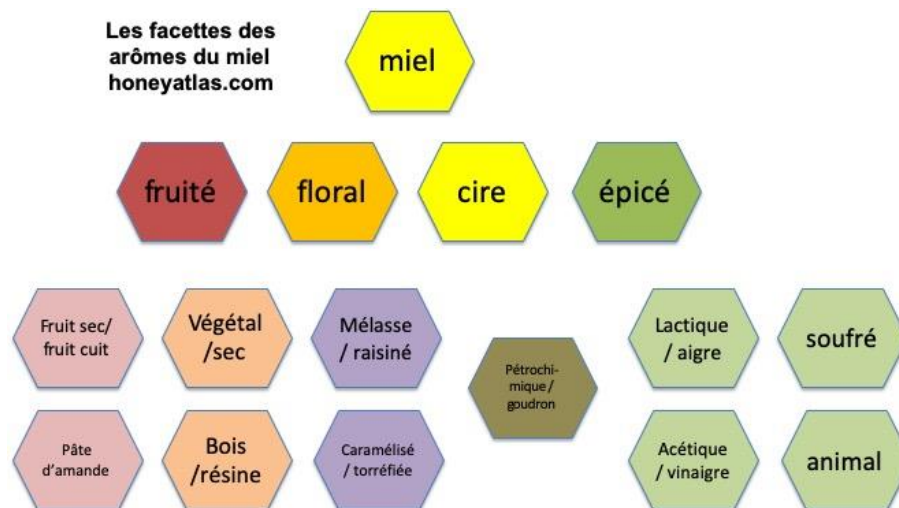 Les facettes des
arômes du miel
honeyatlas.com
miel
fruité
floral
cire
épicé
Fruit sec/
fruit cuit
Végétal
/sec
Mélasse
/ raisiné
Pétrochi-
mique /
goudron
Lactique
/ aigre
soufré
Pâte
d'amande
Bois
/résine
Caramélisé
/ torréfiée
Acétique
/ vinaigre
animal